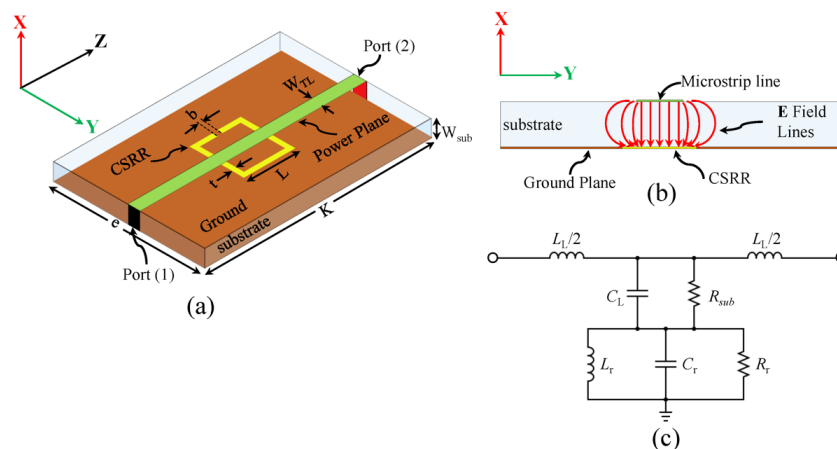 X
Z
Y
Port (2)
W_TL
b
CSRR
Power Plane
W_sub
t
L
Ground
substrate
K
e
Port (1)
(a)
X
Y
Microstrip line
substrate
E Field
Lines
Ground Plane
CSRR
(b)
L_L/2
L_L/2
C_L
R_sub
L_r
C_r
R_r
(c)